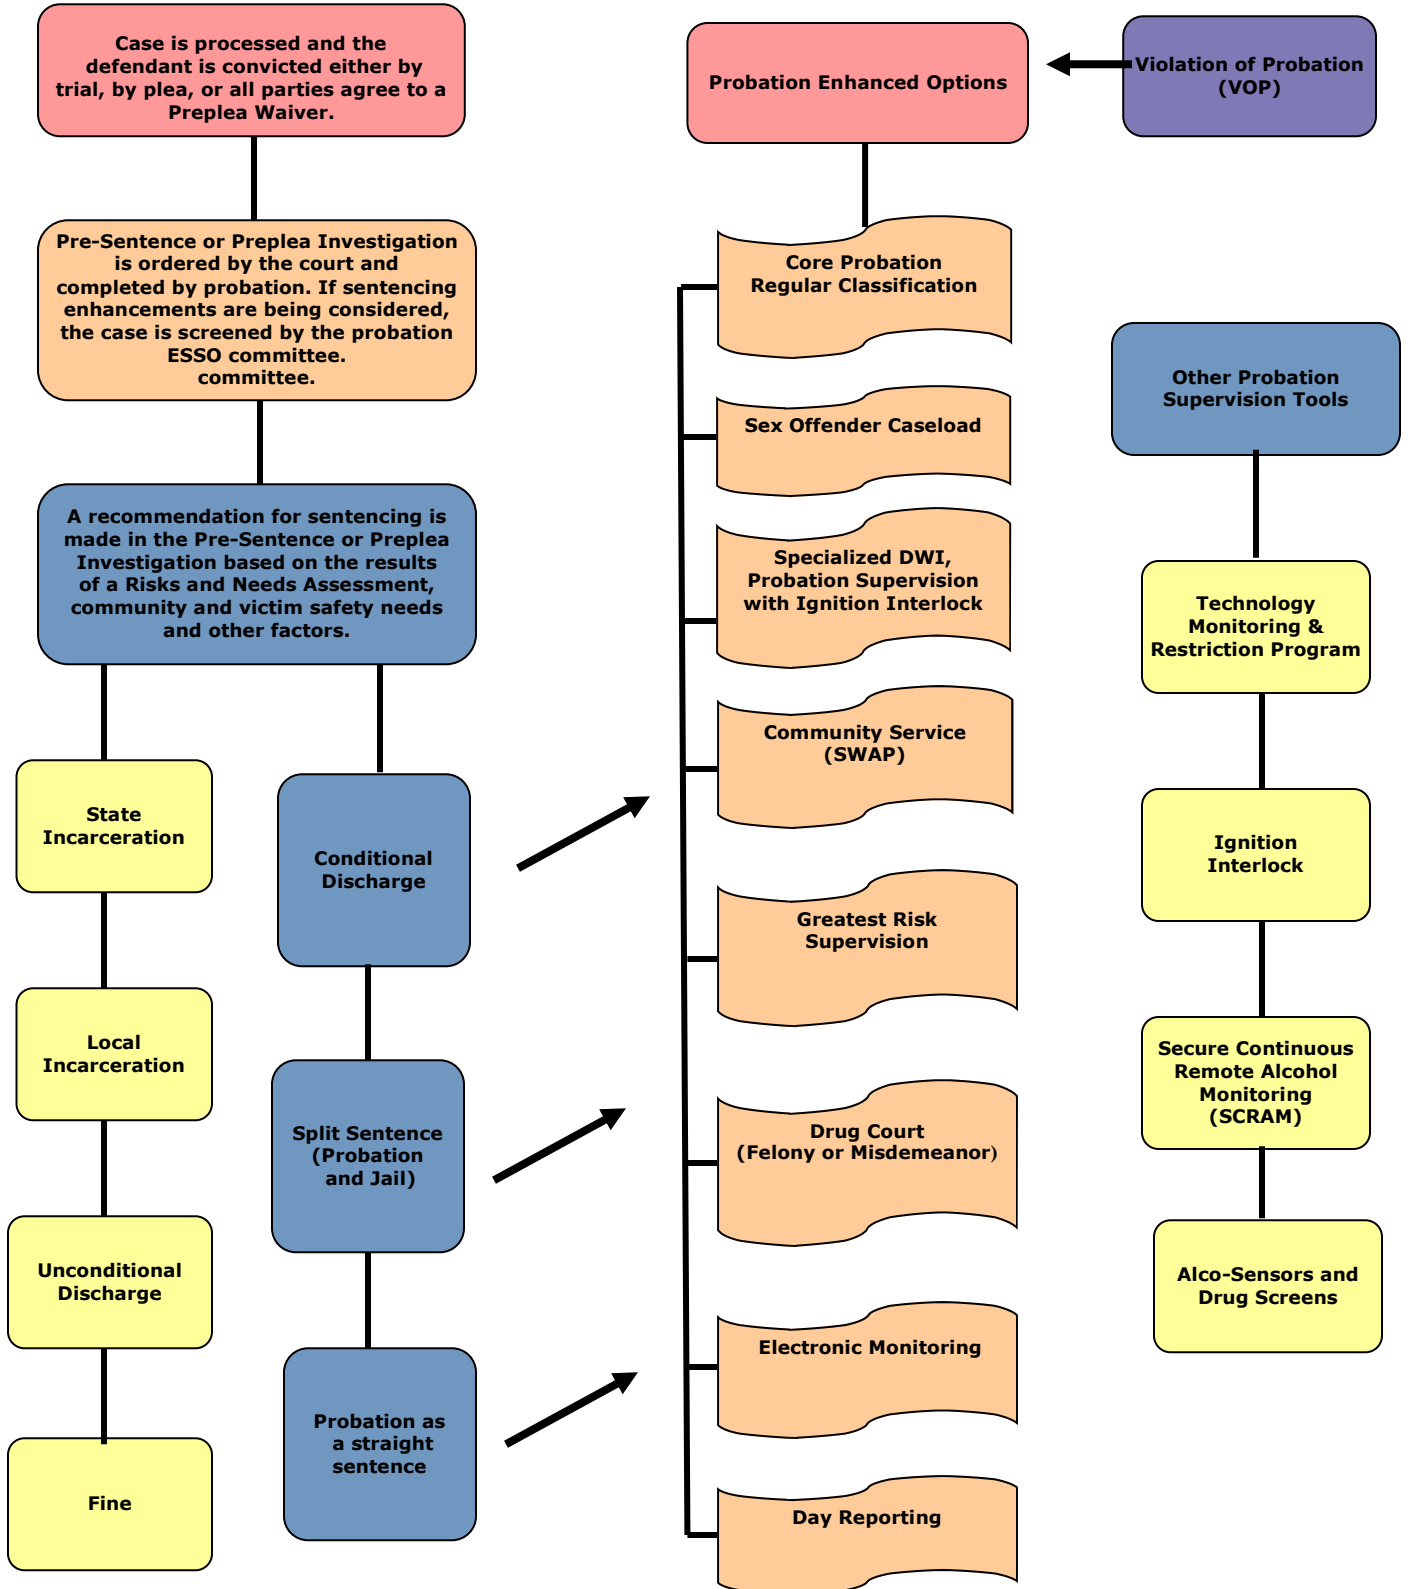 Case is processed and the
defendant is convicted either by
trial, by plea, or all parties agree to a
Preplea Waiver.
Pre-Sentence or Preplea Investigation
is ordered by the court and
completed by probation. If sentencing
enhancements are being considered,
the case is screened by the probation
ESSO committee.
committee.
A recommendation for sentencing is
made in the Pre-Sentence or Preplea
Investigation based on the results
of a Risks and Needs Assessment,
community and victim safety needs
and other factors.
State
Incarceration
Local
Incarceration
Unconditional
Discharge
Fine
Conditional
Discharge
Split Sentence
(Probation
and Jail)
Probation as
a straight
sentence
Probation Enhanced Options
Violation of Probation
(VOP)
Core Probation
Regular Classification
Sex Offender Caseload
Specialized DWI,
Probation Supervision
with Ignition Interlock
Community Service
(SWAP)
Greatest Risk
Supervision
Drug Court
(Felony or Misdemeanor)
Electronic Monitoring
Day Reporting
Other Probation
Supervision Tools
Technology
Monitoring &
Restriction Program
Ignition
Interlock
Secure Continuous
Remote Alcohol
Monitoring
(SCRAM)
Alco-Sensors and
Drug Screens